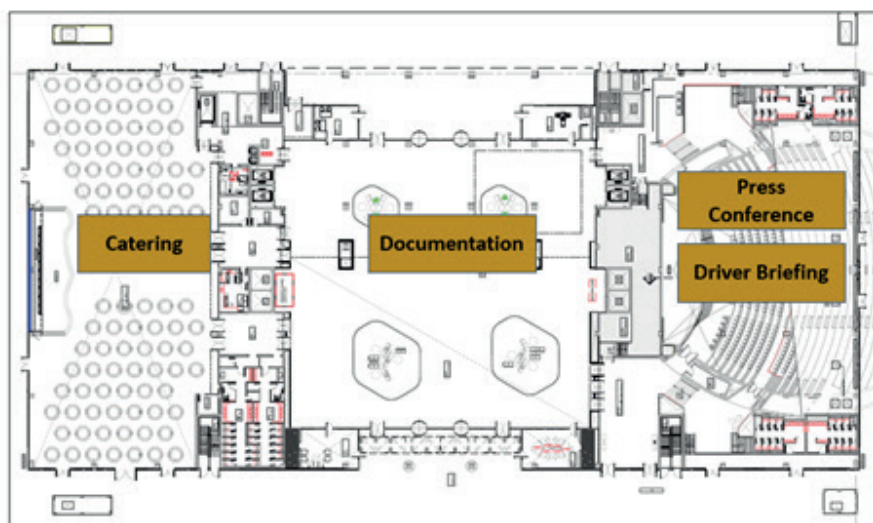 Catering
Documentation
Press
Conference
Driver Briefing